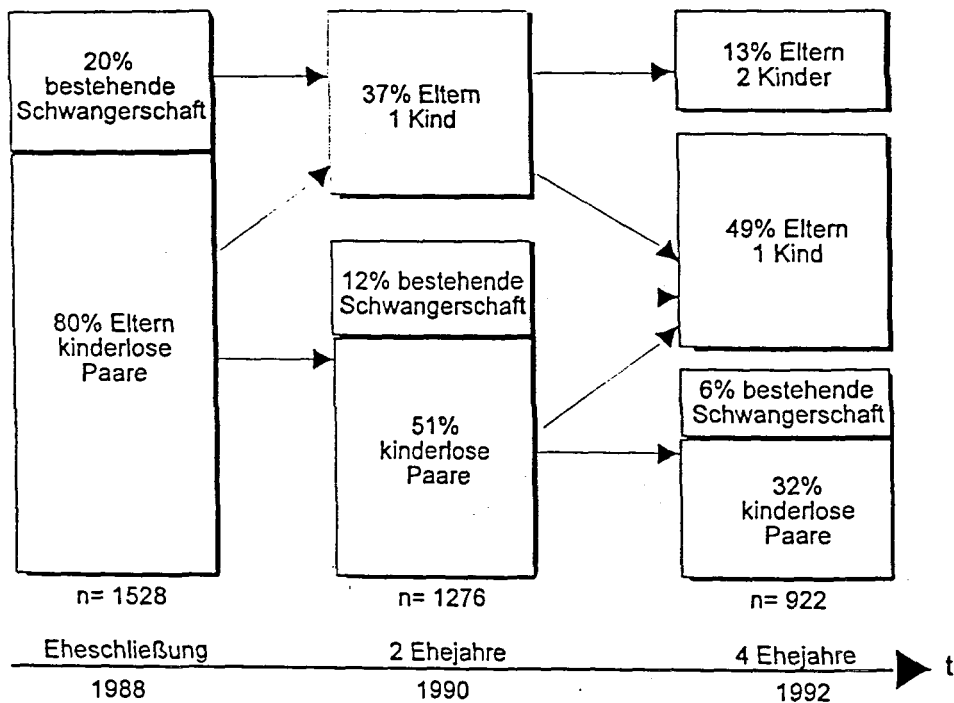 20%
bestehende
Schwangerschaft
80% Eltern
kinderlose
Paare
n= 1528
37% Eltern
1 Kind
12% bestehende
Schwangerschaft
51%
kinderlose
Paare
n= 1276
13% Eltern
2 Kinder
49% Eltern
1 Kind
6% bestehende
Schwangerschaft
32%
kinderlose
Paare
n= 922
Eheschließung
2 Ehejahre
4 Ehejahre
t
1988
1990
1992